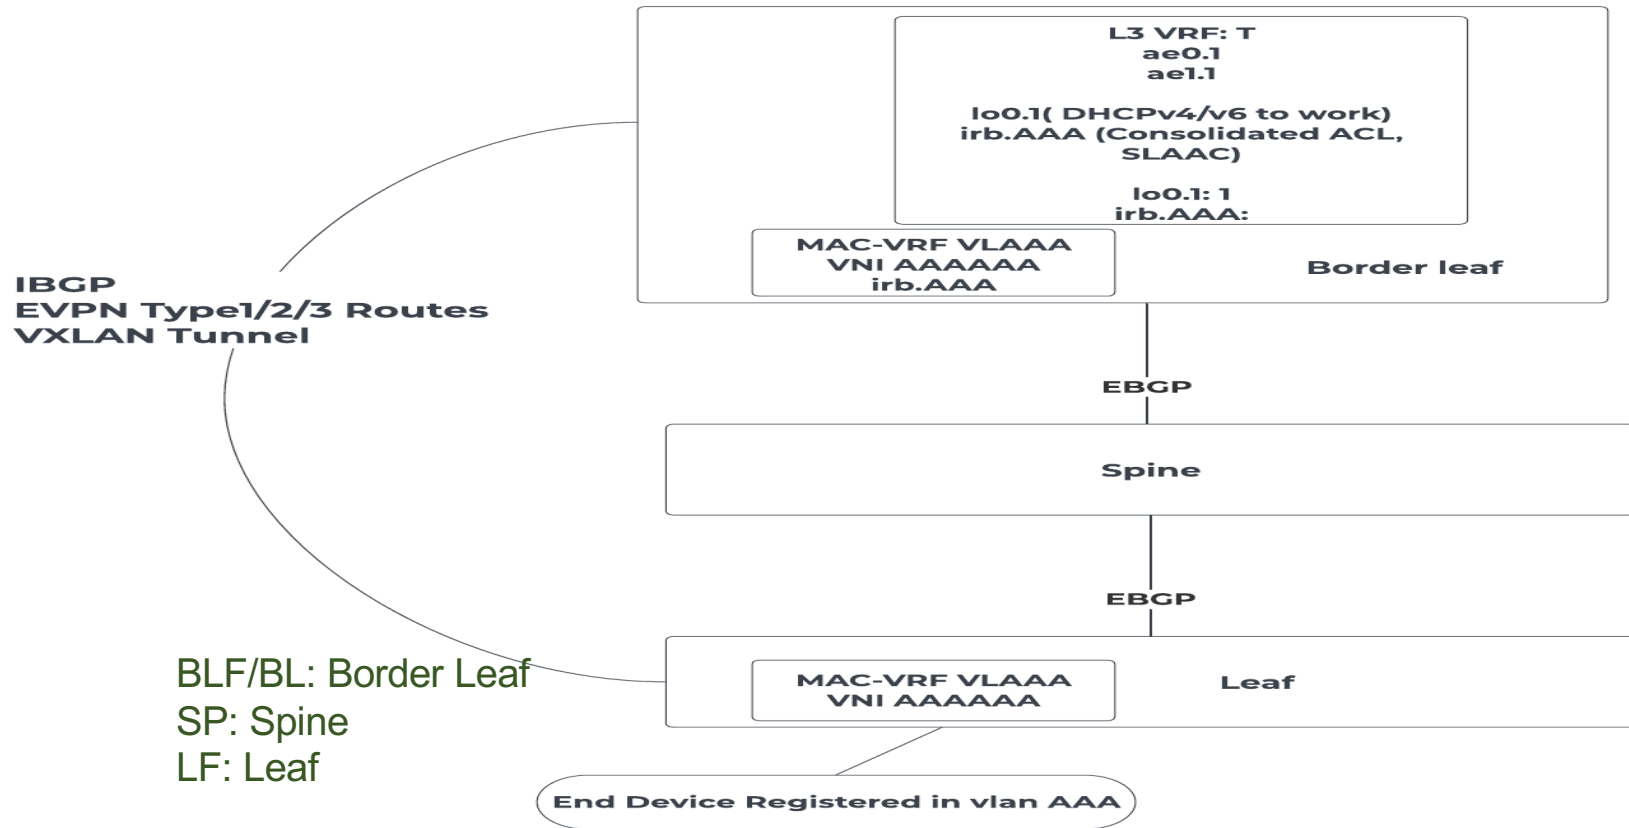 L3 VRF: T
ae0.1
ae1.1
lo0.1( DHCPv4/v6 to work)
irb.AAA (Consolidated ACL,
SLAAC)
lo0.1: 1
irb.AAA:
MAC-VRF VLAAA
VNI AAAAAA
irb.AAA
Border leaf
IBGP
EVPN Type1/2/3 Routes
VXLAN Tunnel
EBGP
Spine
EBGP
MAC-VRF VLAAA
VNI AAAAAA
Leaf
BLF/BL: Border Leaf
SP: Spine
LF: Leaf
End Device Registered in vlan AAA